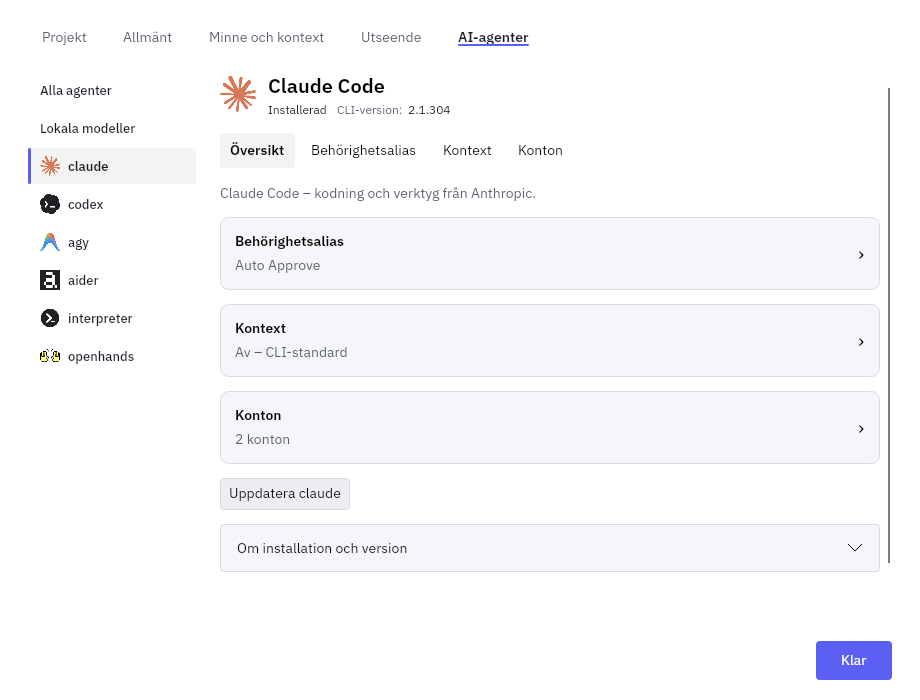 Projekt Allmänt Minne och kontext Utseende AI-agenter
Alla agenter
Lokala modeller
claude
codex
agy
aider
interpreter
openhands
Claude Code
Installerad CLI-version: 2.1.304
Översikt Behörighetsalias Kontext Konton
Claude Code – kodning och verktyg från Anthropic.
Behörighetsalias
Auto Approve
Kontext
Av – CLI-standard
Konton
2 konton
Uppdatera claude
Om installation och version
Klar